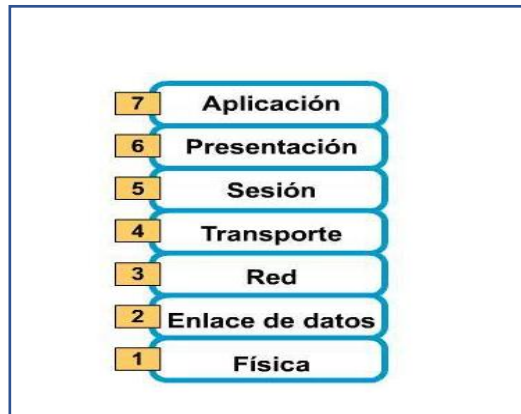 7 Aplicación
6 Presentación
5 Sesión
4 Transporte
3 Red
2 Enlace de datos
1 Física